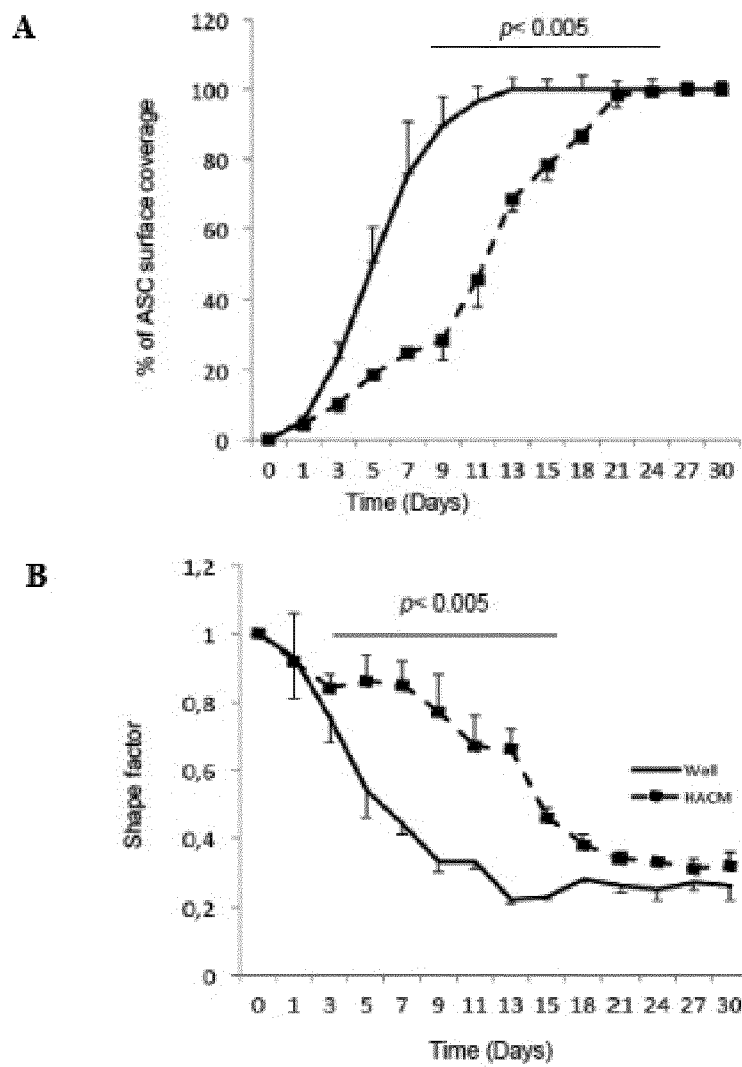 A
120
p< 0.005
100
80
60
40
20
0
% of ASC surface coverage
0 1 3 5 7 9 11 13 15 18 21 24 27 30
Time (Days)
B
1,2
p< 0.005
1
0,8
0,6
0,4
0,2
0
Shape factor
Wall
HACM
0 1 3 5 7 9 11 13 15 18 21 24 27 30
Time (Days)